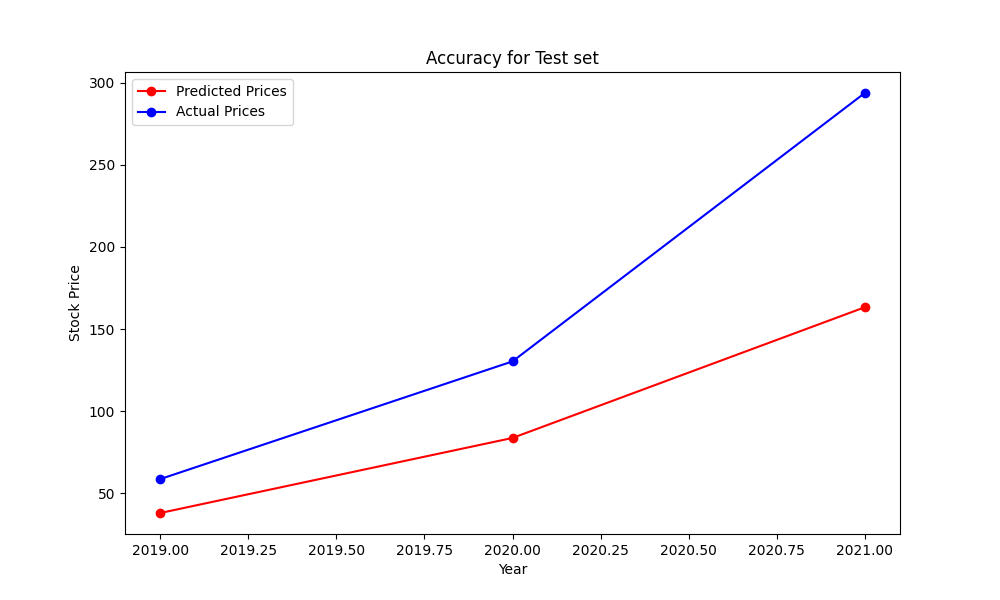 Accuracy for Test set
Predicted Prices
Actual Prices
300
250
200
150
100
50
Stock Price
2019.00 2019.25 2019.50 2019.75 2020.00 2020.25 2020.50 2020.75 2021.00
Year